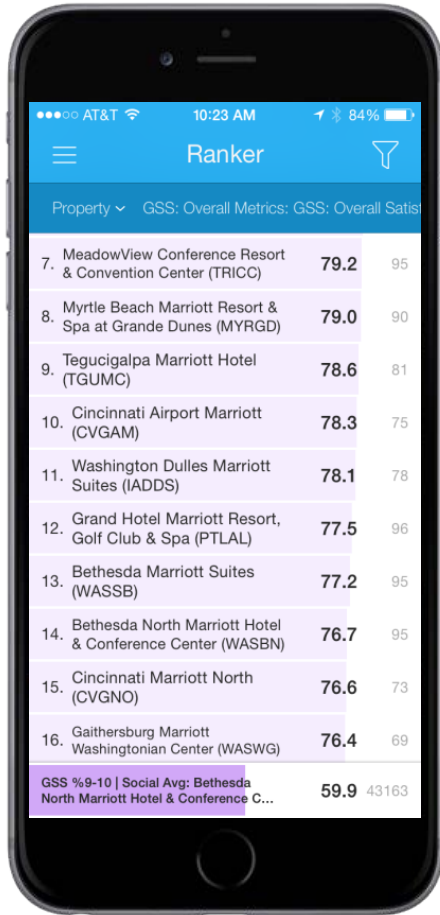 AT&T 10:23 AM 84%
Ranker
Property GSS: Overall Metrics: GSS: Overall Satisf
7. MeadowView Conference Resort
& Convention Center (TRICC) 79.2 95
8. Myrtle Beach Marriott Resort &
Spa at Grande Dunes (MYRGD) 79.0 90
9. Tegucigalpa Marriott Hotel
(TGUMC) 78.6 81
10. Cincinnati Airport Marriott
(CVGAM) 78.3 75
11. Washington Dulles Marriott
Suites (IADDS) 78.1 78
12. Grand Hotel Marriott Resort,
Golf Club & Spa (PTLAL) 77.5 96
13. Bethesda Marriott Suites
(WASSB) 77.2 95
14. Bethesda North Marriott Hotel
& Conference Center (WASBN) 76.7 95
15. Cincinnati Marriott North
(CVGNO) 76.6 73
16. Gaithersburg Marriott
Washingtonian Center (WASWG) 76.4 69
GSS %9-10 | Social Avg: Bethesda
North Marriott Hotel & Conference C... 59.9 43163